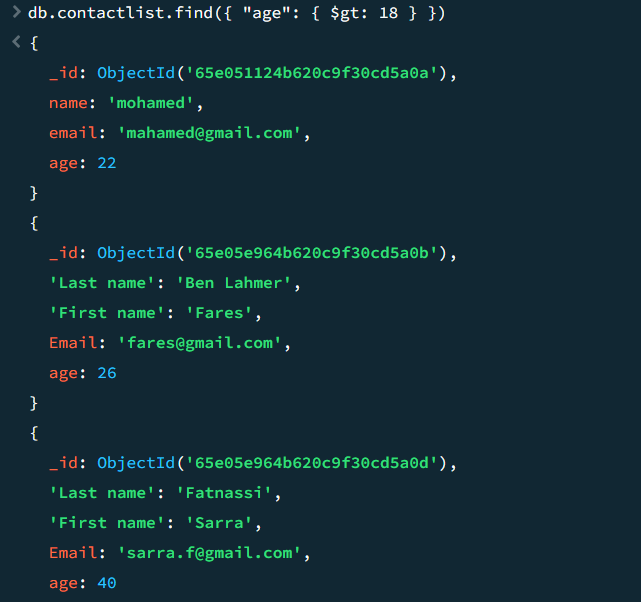 > db.contactlist.find({ "age": { $gt: 18 } })
< {
_id: ObjectId('65e051124b620c9f30cd5a0a'),
name: 'mohamed',
email: 'mahamed@gmail.com',
age: 22
}
{
_id: ObjectId('65e05e964b620c9f30cd5a0b'),
'Last name': 'Ben Lahmer',
'First name': 'Fares',
Email: 'fares@gmail.com',
age: 26
}
{
_id: ObjectId('65e05e964b620c9f30cd5a0d'),
'Last name': 'Fatnassi',
'First name': 'Sarra',
Email: 'sarra.f@gmail.com',
age: 40